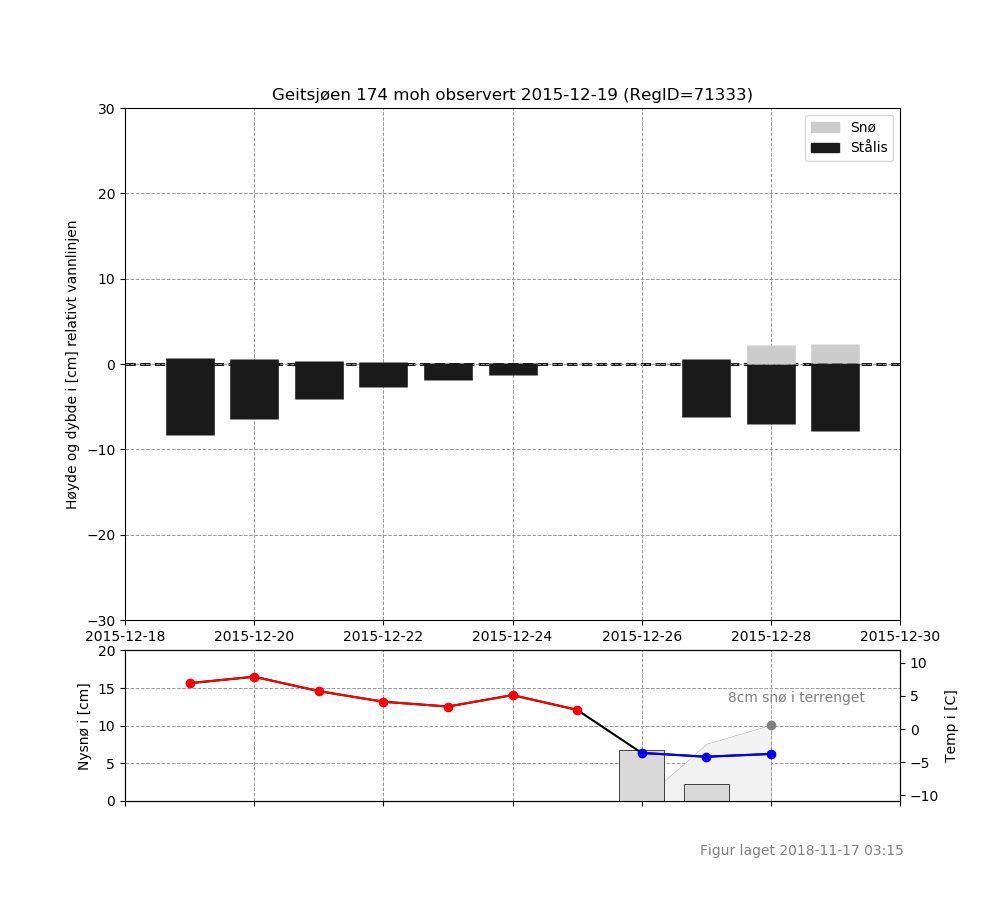 Geitsjøen 174 moh observert 2015-12-19 (RegID=71333)
Snø
Stålis
Høyde og dybde i [cm] relativt vannlinjen
30
20
10
0
−10
−20
−30
2015-12-18 2015-12-20 2015-12-22 2015-12-24 2015-12-26 2015-12-28 2015-12-30
Nysnø i [cm]
20
15
10
5
0
8cm snø i terrenget
10
5
0
−5
−10
Temp i [C]
Figur laget 2018-11-17 03:15